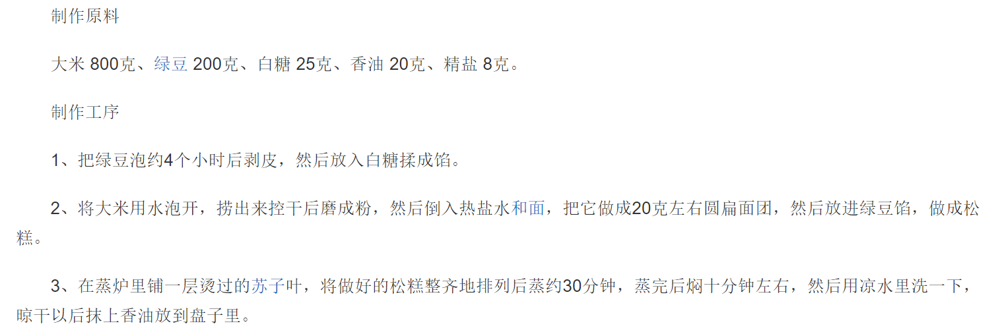 制作原料
大米 800克、绿豆 200克、白糖 25克、香油 20克、精盐 8克。
制作工序
1、把绿豆泡约4个小时后剥皮，然后放入白糖揉成馅。
2、将大米用水泡开，捞出来控干后磨成粉，然后倒入热盐水和面，把它做成20克左右圆扁面团，然后放进绿豆馅，做成松
糕。
3、在蒸炉里铺一层烫过的苏子叶，将做好的松糕整齐地排列后蒸约30分钟，蒸完后焖十分钟左右，然后用凉水里洗一下，
晾干以后抹上香油放到盘子里。